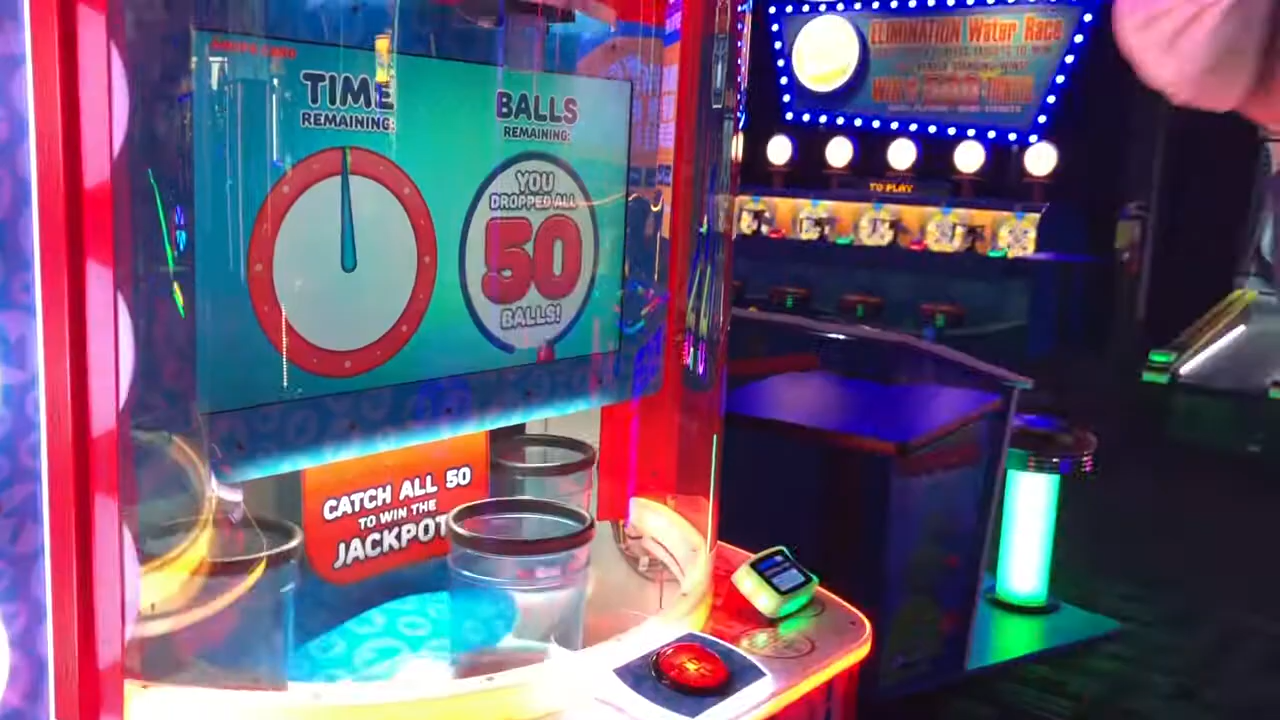 TIME
REMAINING:
BALLS
REMAINING:
YOU
DROPPED ALL
50
BALLS!
CATCH ALL 50
TO WIN THE
JACKPOT
ELIMINATION Water Race
TO PLAY